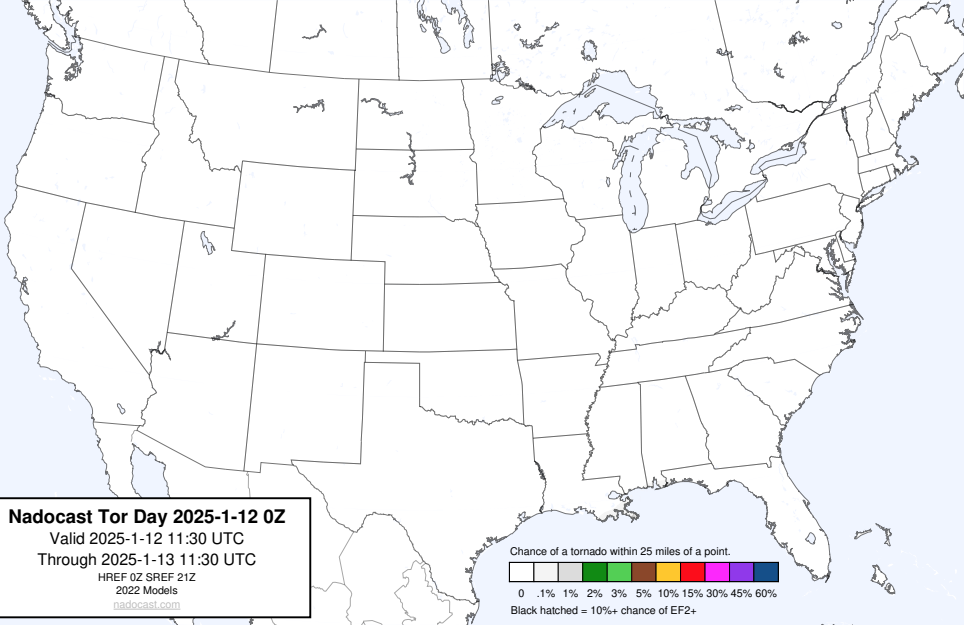 Nadocast Tor Day 2025-1-12 0Z
Valid 2025-1-12 11:30 UTC
Through 2025-1-13 11:30 UTC
HREF 0Z SREF 21Z
2022 Models
nadocast.com
Chance of a tornado within 25 miles of a point.
0 .1% 1% 2% 3% 5% 10% 15% 30% 45% 60%
Black hatched = 10%+ chance of EF2+